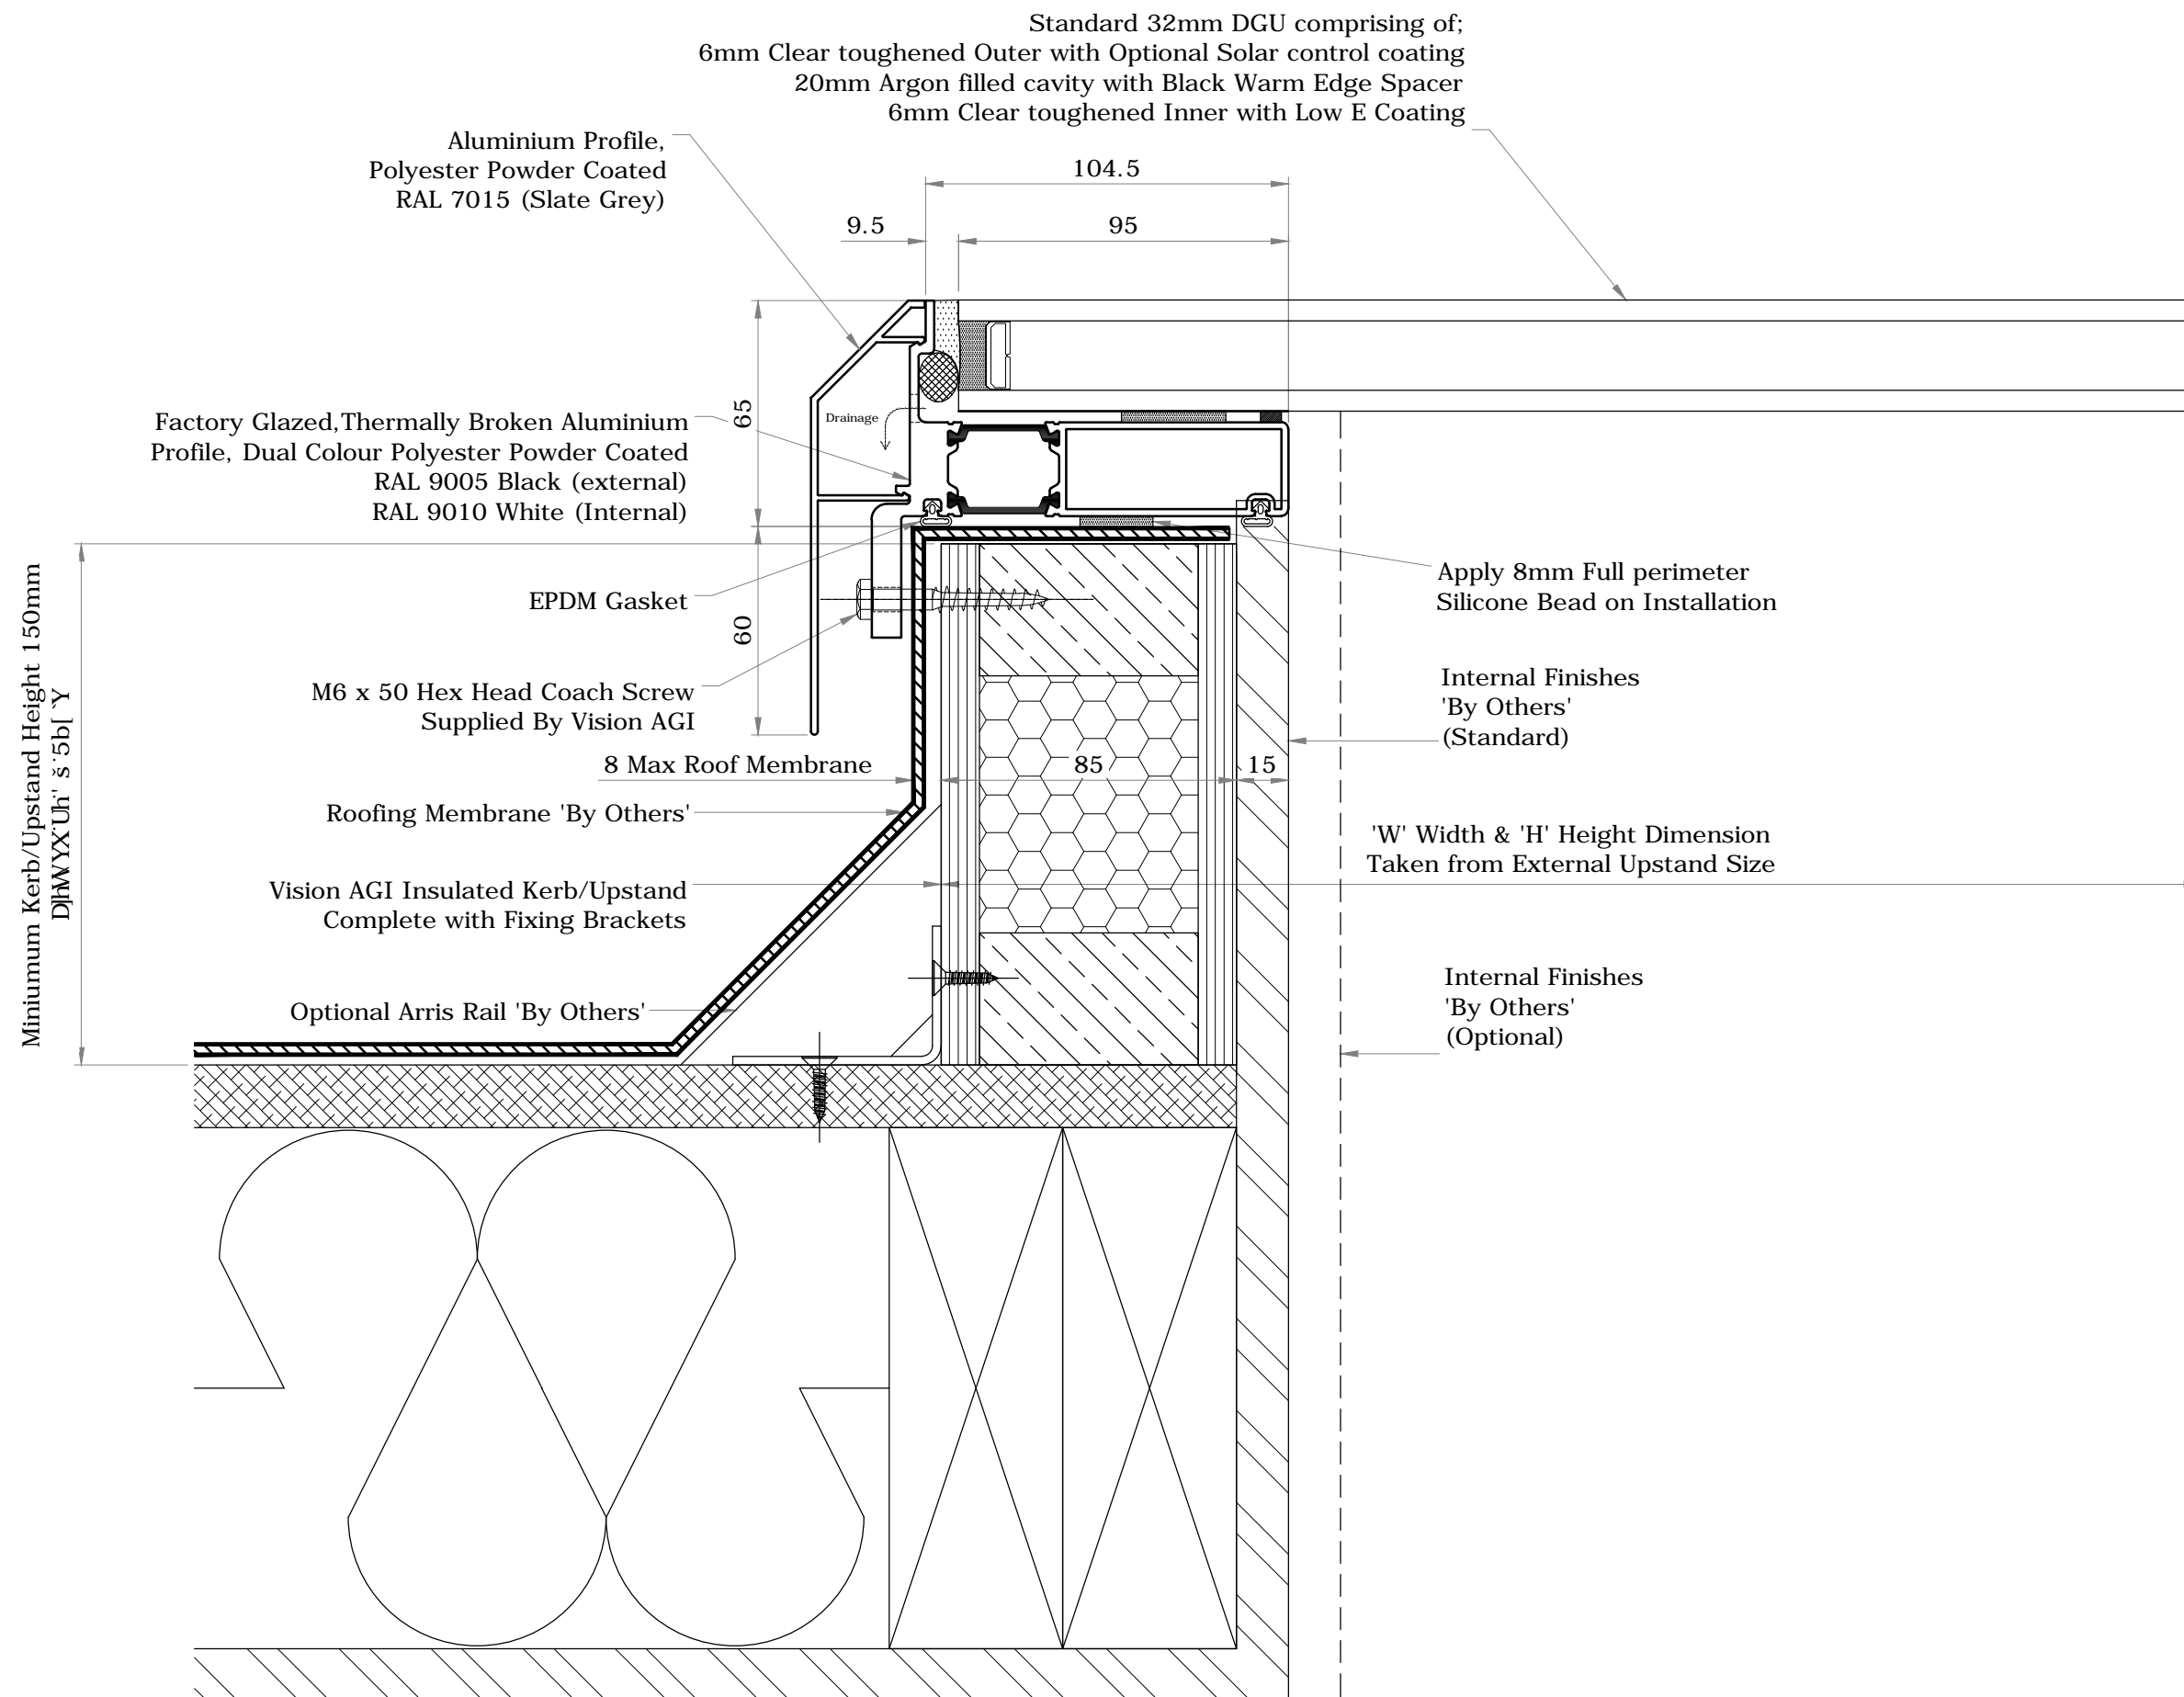 Standard 32mm DGU comprising of;
6mm Clear toughened Outer with Optional Solar control coating
20mm Argon filled cavity with Black Warm Edge Spacer
6mm Clear toughened Inner with Low E Coating
Aluminium Profile,
Polyester Powder Coated
RAL 7015 (Slate Grey)
104.5
9.5
95
65
Drainage
Factory Glazed,Thermally Broken Aluminium
Profile, Dual Colour Polyester Powder Coated
RAL 9005 Black (external)
RAL 9010 White (Internal)
EPDM Gasket
60
Apply 8mm Full perimeter
Silicone Bead on Installation
M6 x 50 Hex Head Coach Screw
Supplied By Vision AGI
Internal Finishes
'By Others'
(Standard)
8 Max Roof Membrane
85
15
Roofing Membrane 'By Others'
'W' Width & 'H' Height Dimension
Taken from External Upstand Size
Vision AGI Insulated Kerb/Upstand
Complete with Fixing Brackets
Miniumum Kerb/Upstand Height 150mm
Optional Arris Rail 'By Others'
Internal Finishes
'By Others'
(Optional)